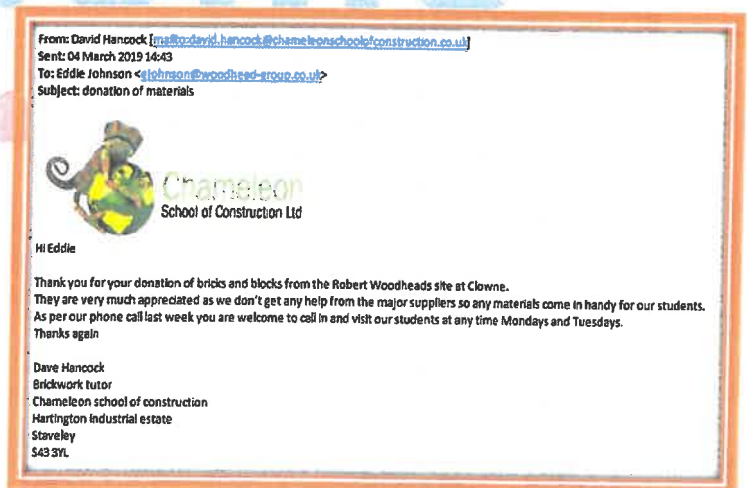 From: David Hancock [mailto:david.hancock@chameleonschoolofconstruction.co.uk]
Sent: 04 March 2019 14:43
To: Eddie Johnson <ejohnson@woodhead-group.co.uk>
Subject: donation of materials
Chameleon
School of Construction Ltd
Hi Eddie
Thank you for your donation of bricks and blocks from the Robert Woodheads site at Clowne.
They are very much appreciated as we don't get any help from the major suppliers so any materials come in handy for our students.
As per our phone call last week you are welcome to call in and visit our students at any time Mondays and Tuesdays.
Thanks again
Dave Hancock
Brickwork tutor
Chameleon school of construction
Hartington industrial estate
Staveley
S43 3YL